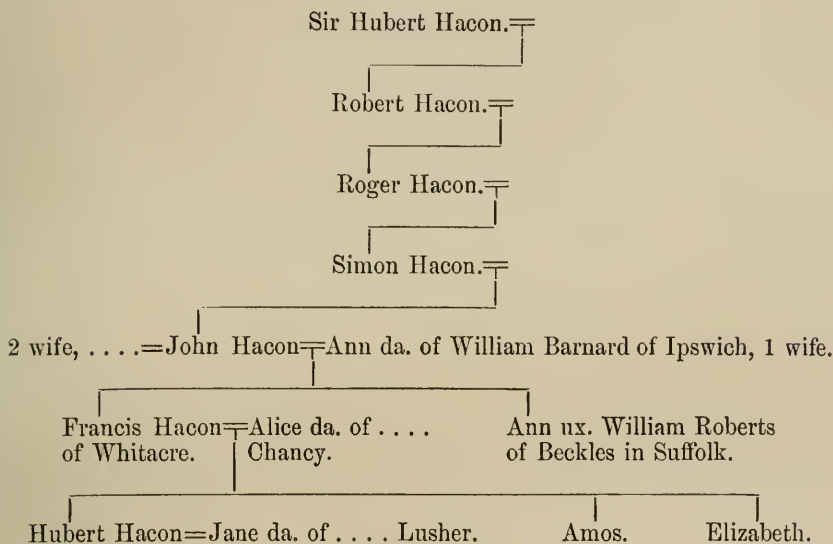 Sir Hubert Hacon.
Robert Hacon.
Roger Hacon.
Simon Hacon.
2 wife, . . . .=John Hacon=Ann da. of William Barnard of Ipswich, 1 wife.
Francis Hacon=Alice da. of . . . . Ann ux. William Roberts
of Whitacre. Chancy. of Beckles in Suffolk.
Hubert Hacon=Jane da. of . . . . Lusher. Amos. Elizabeth.